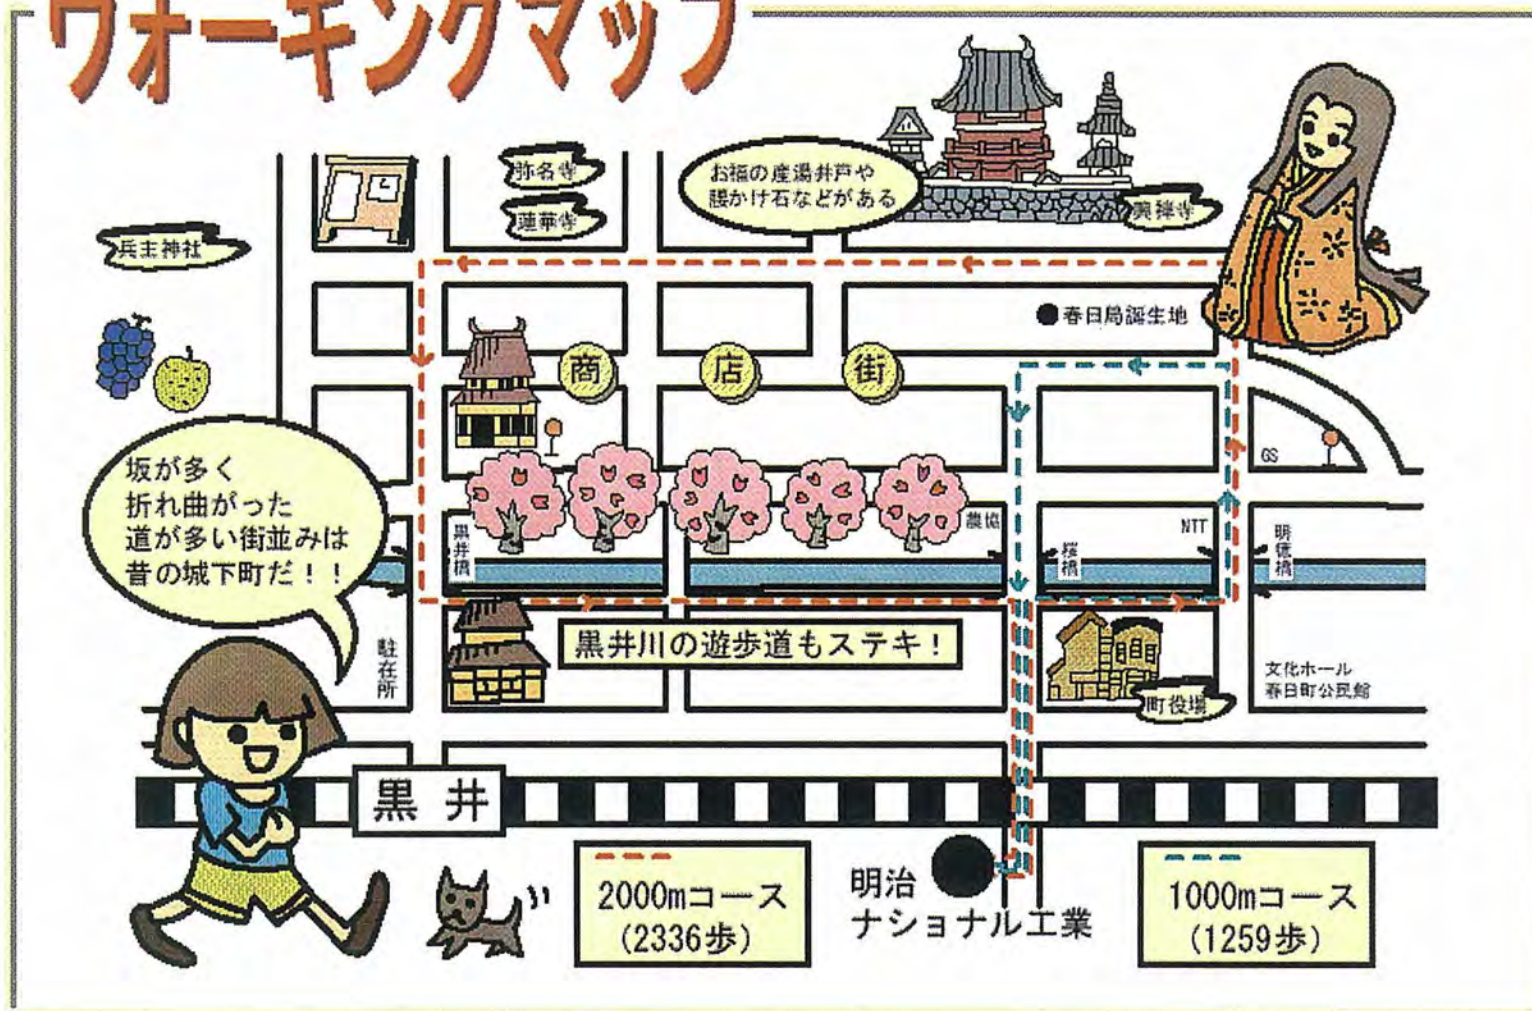 ウォーキングマップ
弥名寺
蓮華寺
お福の産湯井戸や
腰かけ石などがある
興禅寺
兵主神社
春日局誕生地
商店街
坂が多く
折れ曲がった
道が多い街並みは
昔の城下町だ！！
GS
黒井橋
農協
桜橋
NTT
明徳橋
黒井川の遊歩道もステキ！
駐在所
町役場
文化ホール
春日町公民館
黒井
2000mコース
(2336歩)
明治
ナショナル工業
1000mコース
(1259歩)